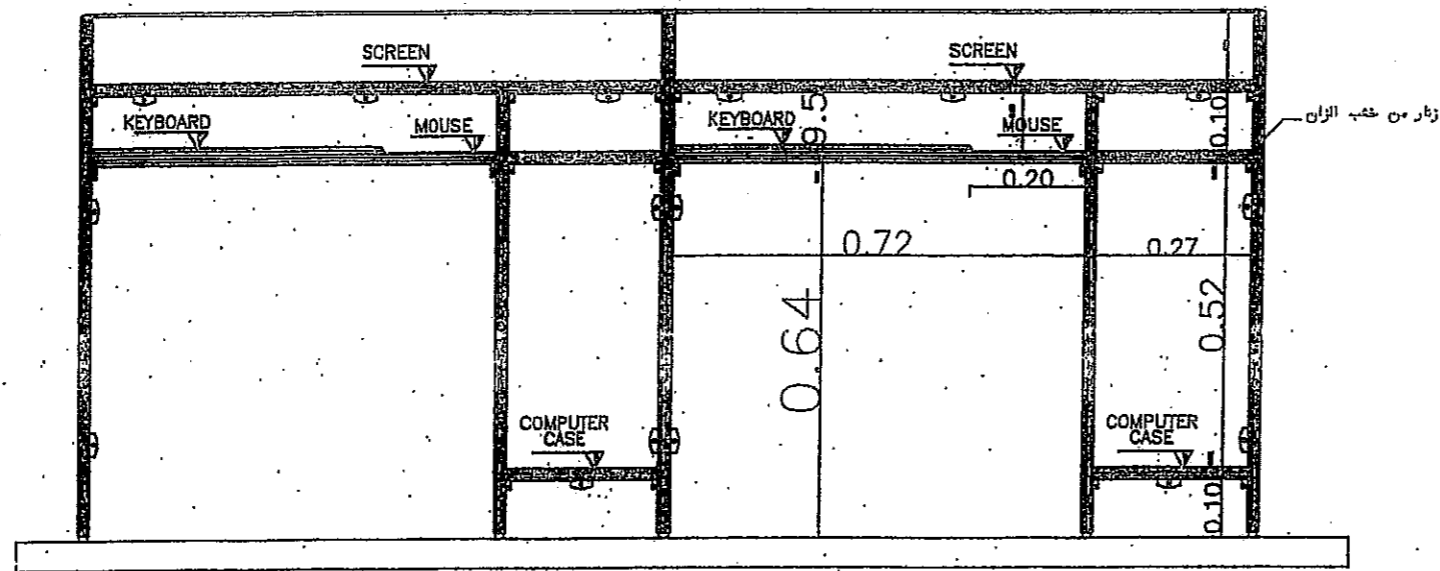 SCREEN
SCREEN
KEYBOARD
MOUSE
KEYBOARD
9.5
MOUSE
0.10
زنار من خشب الزان
0.20
0.72
0.27
0.64
0.52
COMPUTER
CASE
COMPUTER
CASE
0.10